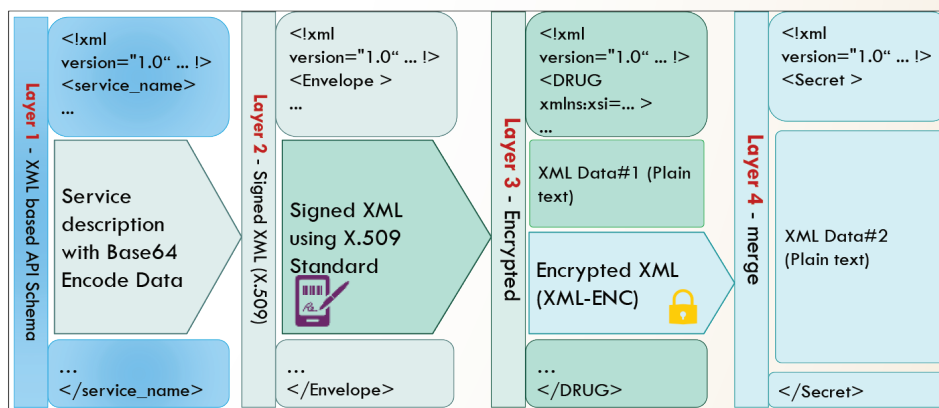 Layer 1 - XML based API Schema
<!xml
version="1.0“ ... !>
<service_name>
...
Service
description
with Base64
Encode Data
...
</service_name>
Layer 2 - Signed XML (X.509)
<!xml
version="1.0“ ... !>
<Envelope >
...
Signed XML
using X.509
Standard
...
</Envelope>
Layer 3 - Encrypted
<!xml
version="1.0“ ... !>
<DRUG
xmlns:xsi=... >
...
XML Data#1 (Plain
text)
Encrypted XML
(XML-ENC)
...
</DRUG>
Layer 4 - merge
<!xml
version="1.0“ ... !>
<Secret >
XML Data#2
(Plain text)
</Secret>